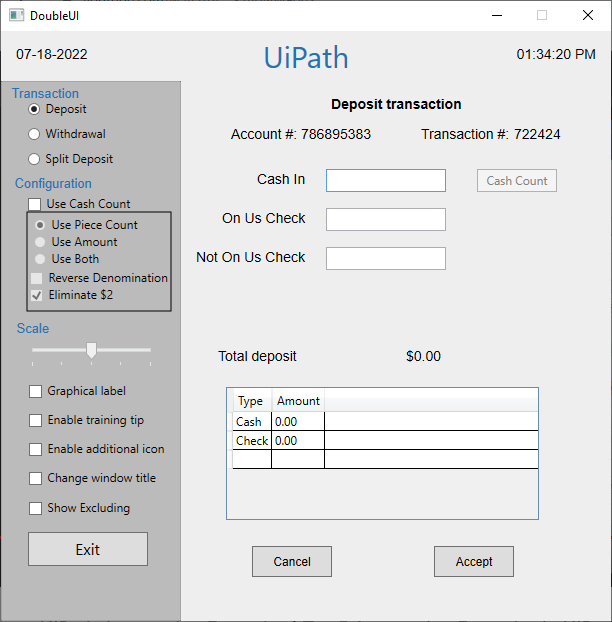 DoubleUI
07-18-2022
UiPath
01:34:20 PM
Transaction
Deposit
Withdrawal
Split Deposit
Configuration
Use Cash Count
Use Piece Count
Use Amount
Use Both
Reverse Denomination
Eliminate $2
Scale
Graphical label
Enable training tip
Enable additional icon
Change window title
Show Excluding
Exit
Deposit transaction
Account #: 786895383 Transaction #: 722424
Cash In Cash Count
On Us Check
Not On Us Check
Total deposit $0.00
Type Amount
Cash 0.00
Check 0.00
Cancel Accept